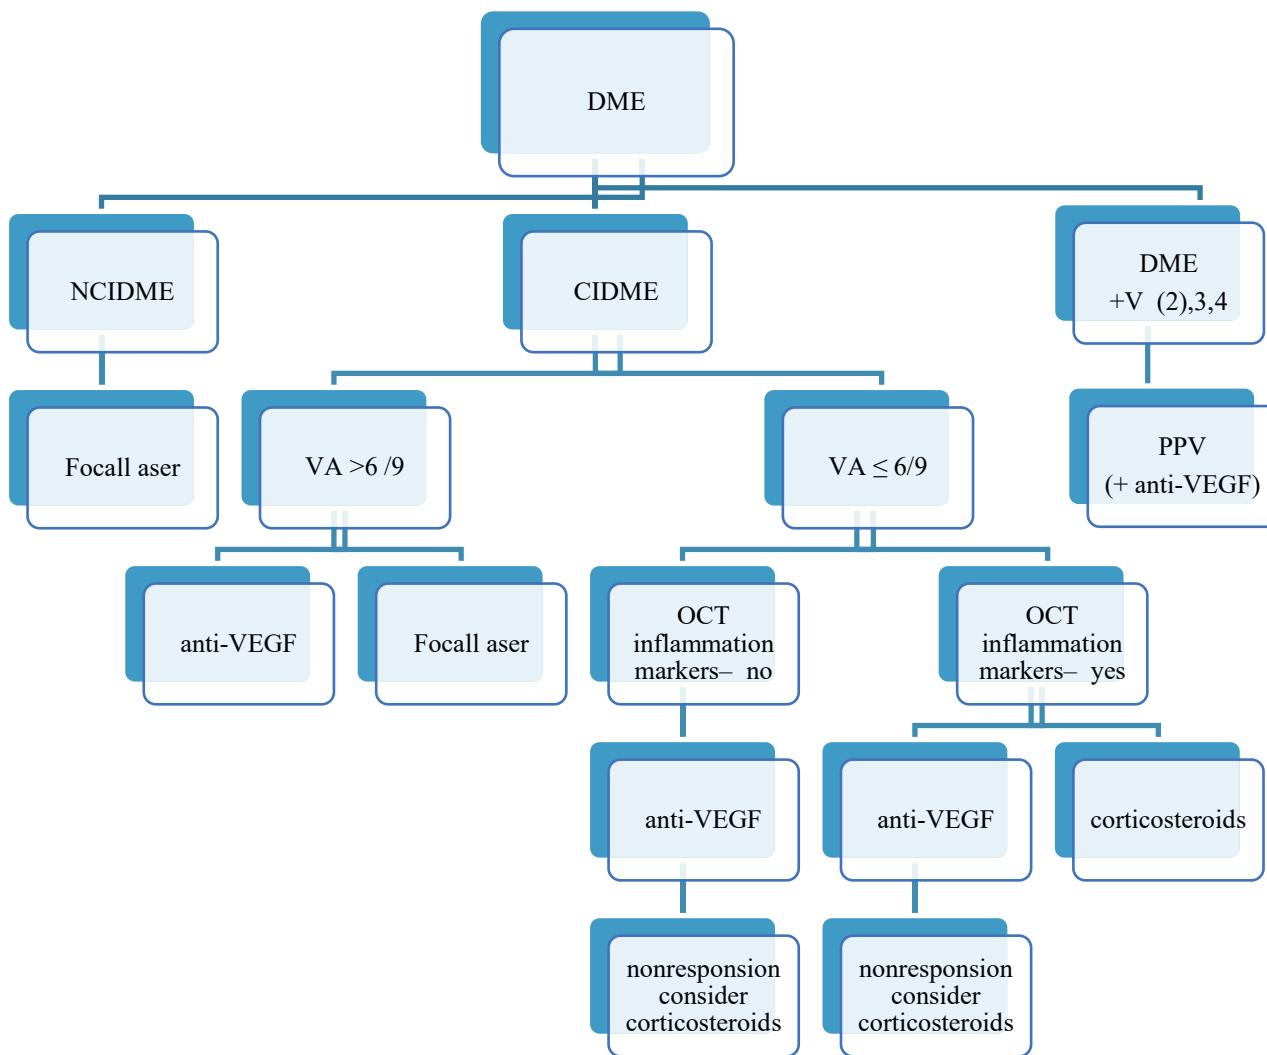 DME
NCIDME
CIDME
DME
+V (2),3,4
Focall aser
VA >6 /9
VA ≤ 6/9
PPV
(+ anti-VEGF)
anti-VEGF
Focall aser
OCT
inflammation
markers– no
OCT
inflammation
markers– yes
anti-VEGF
anti-VEGF
corticosteroids
nonresponsion
consider
corticosteroids
nonresponsion
consider
corticosteroids